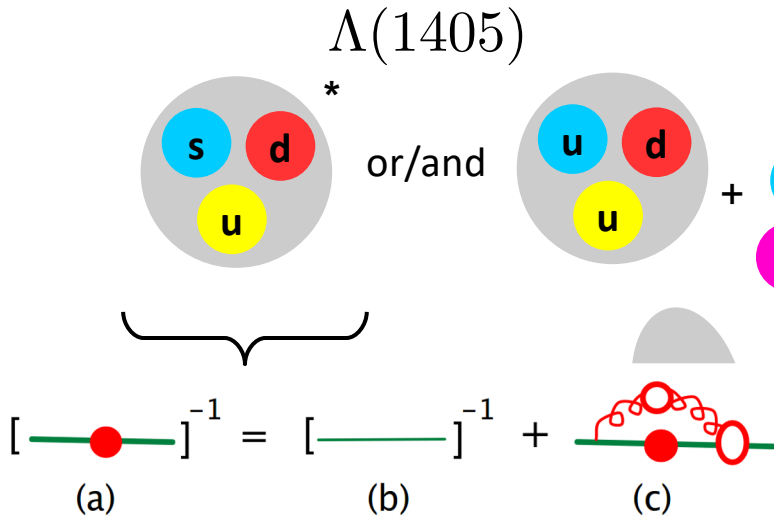 Λ(1405)
*
s d u or/and u d u +
[ ]⁻¹ = [ ]⁻¹ +
(a) (b) (c)